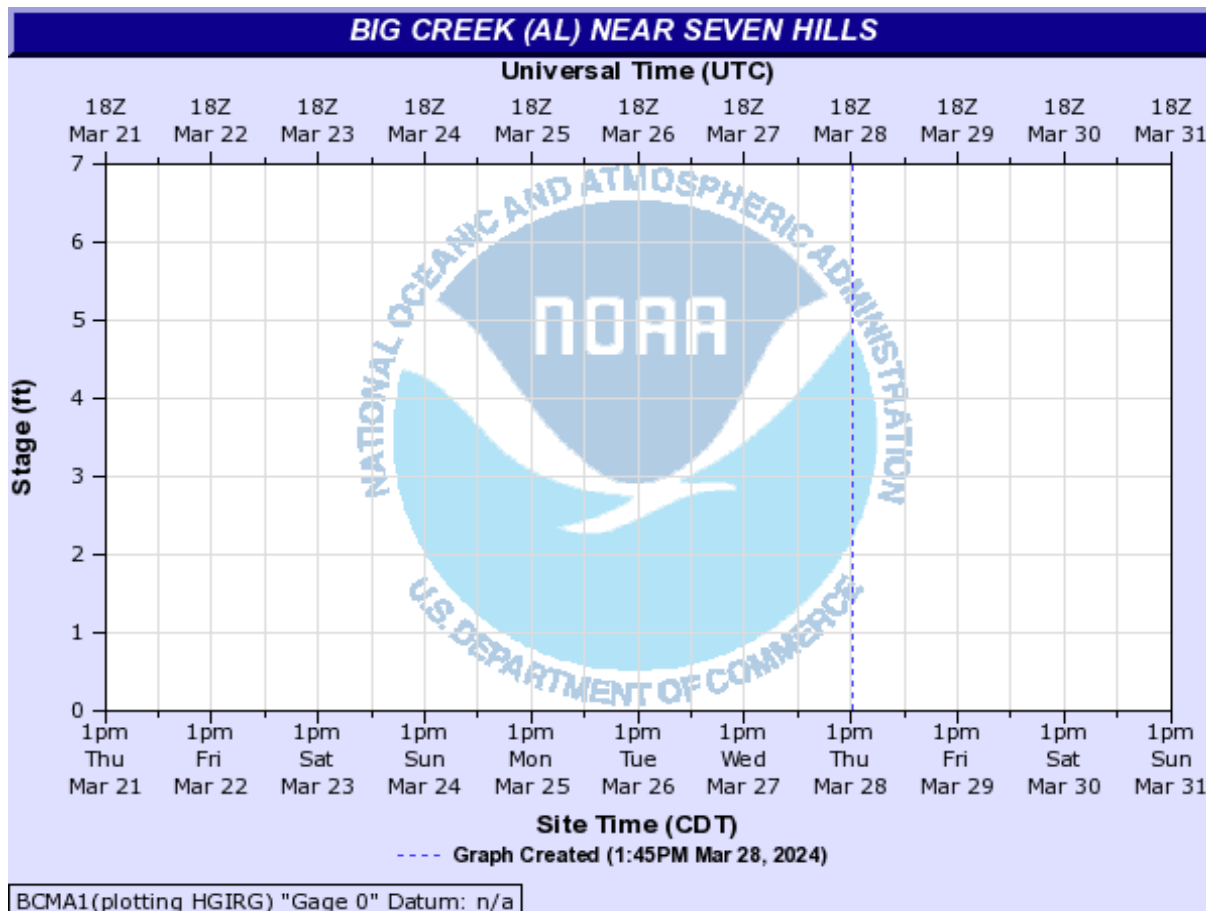 BIG CREEK (AL) NEAR SEVEN HILLS
Universal Time (UTC)
18Z 18Z 18Z 18Z 18Z 18Z 18Z 18Z 18Z 18Z 18Z
Mar 21 Mar 22 Mar 23 Mar 24 Mar 25 Mar 26 Mar 27 Mar 28 Mar 29 Mar 30 Mar 31
7
6
5
4
3
2
1
0
Stage (ft)
NATIONAL OCEANIC AND ATMOSPHERIC ADMINISTRATION
NOAA
U.S. DEPARTMENT OF COMMERCE
1pm 1pm 1pm 1pm 1pm 1pm 1pm 1pm 1pm 1pm 1pm
Thu Fri Sat Sun Mon Tue Wed Thu Fri Sat Sun
Mar 21 Mar 22 Mar 23 Mar 24 Mar 25 Mar 26 Mar 27 Mar 28 Mar 29 Mar 30 Mar 31
Site Time (CDT)
Graph Created (1:45PM Mar 28, 2024)
BCMA1(plotting HGIRG) "Gage 0" Datum: n/a